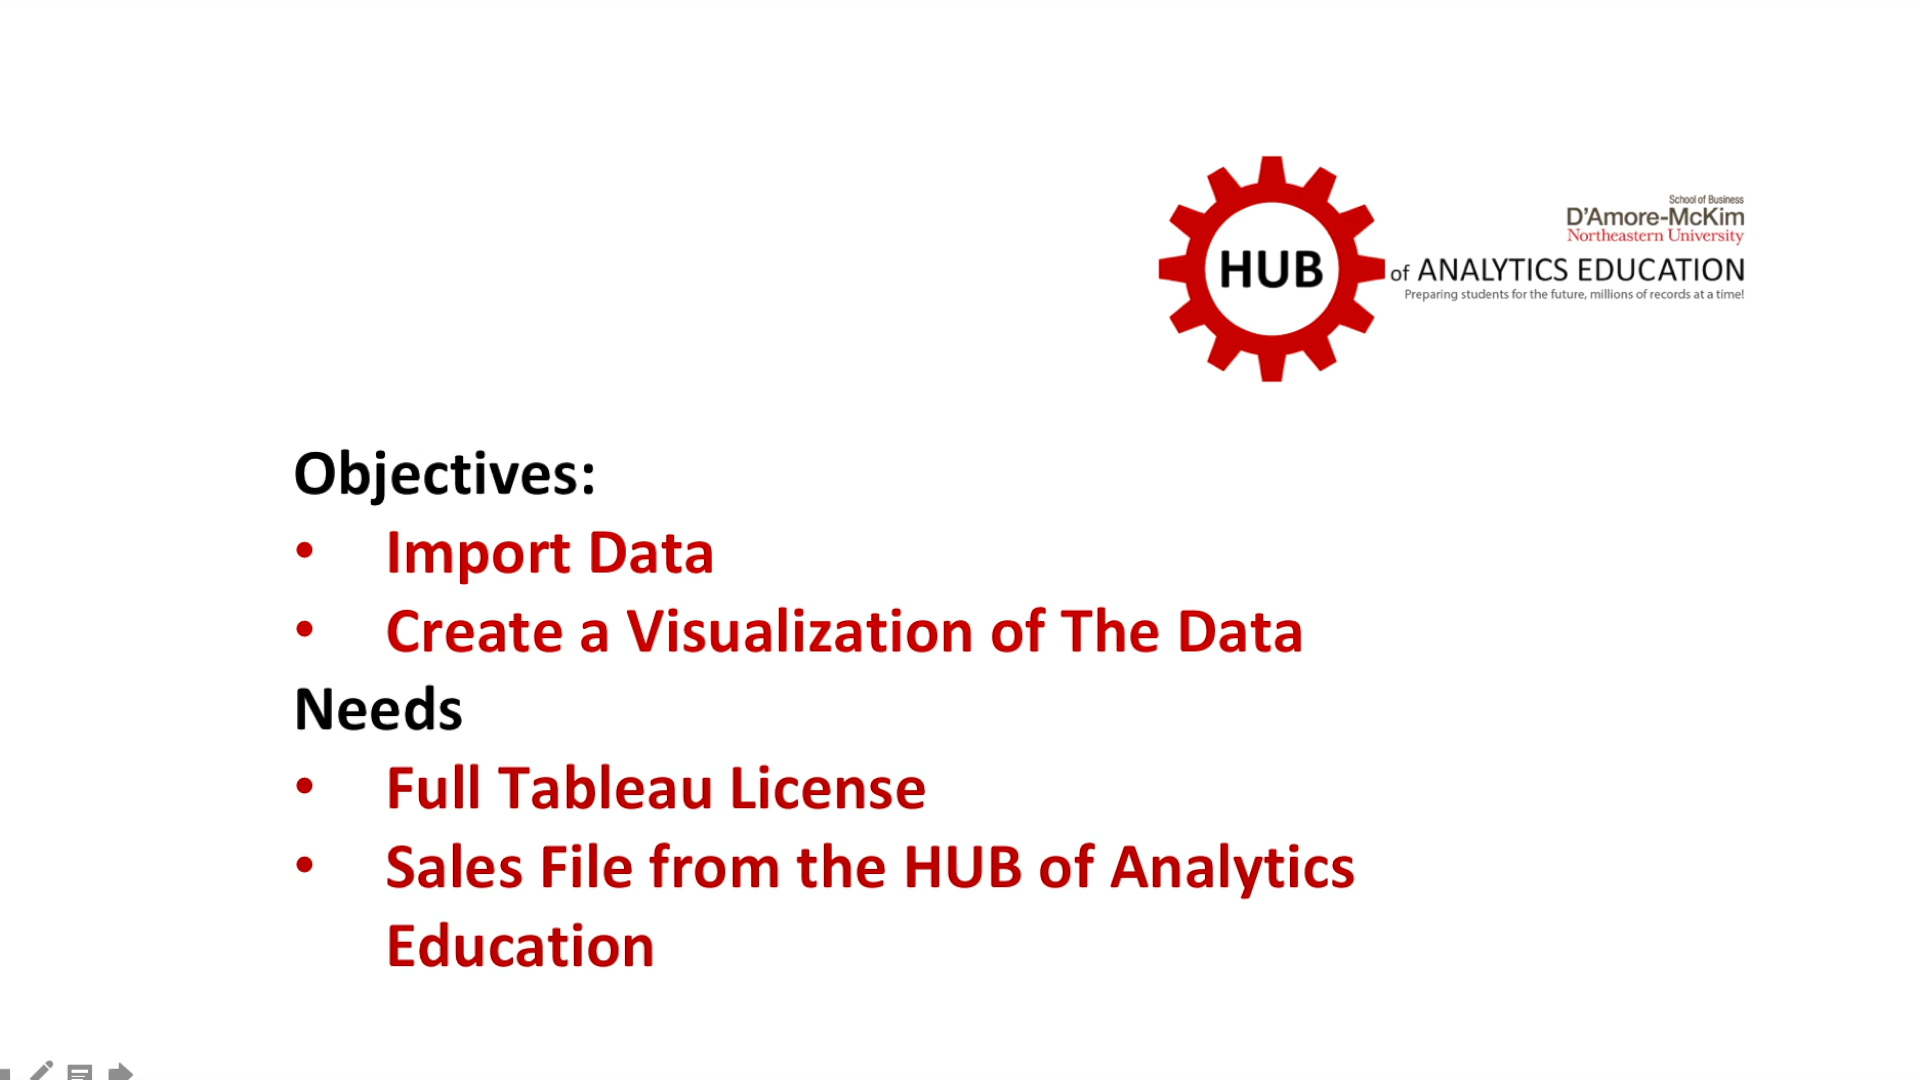 School of Business
D'Amore-McKim
Northeastern University
HUB of ANALYTICS EDUCATION
Preparing students for the future, millions of records at a time!
Objectives:
• Import Data
• Create a Visualization of The Data
Needs
• Full Tableau License
• Sales File from the HUB of Analytics
Education